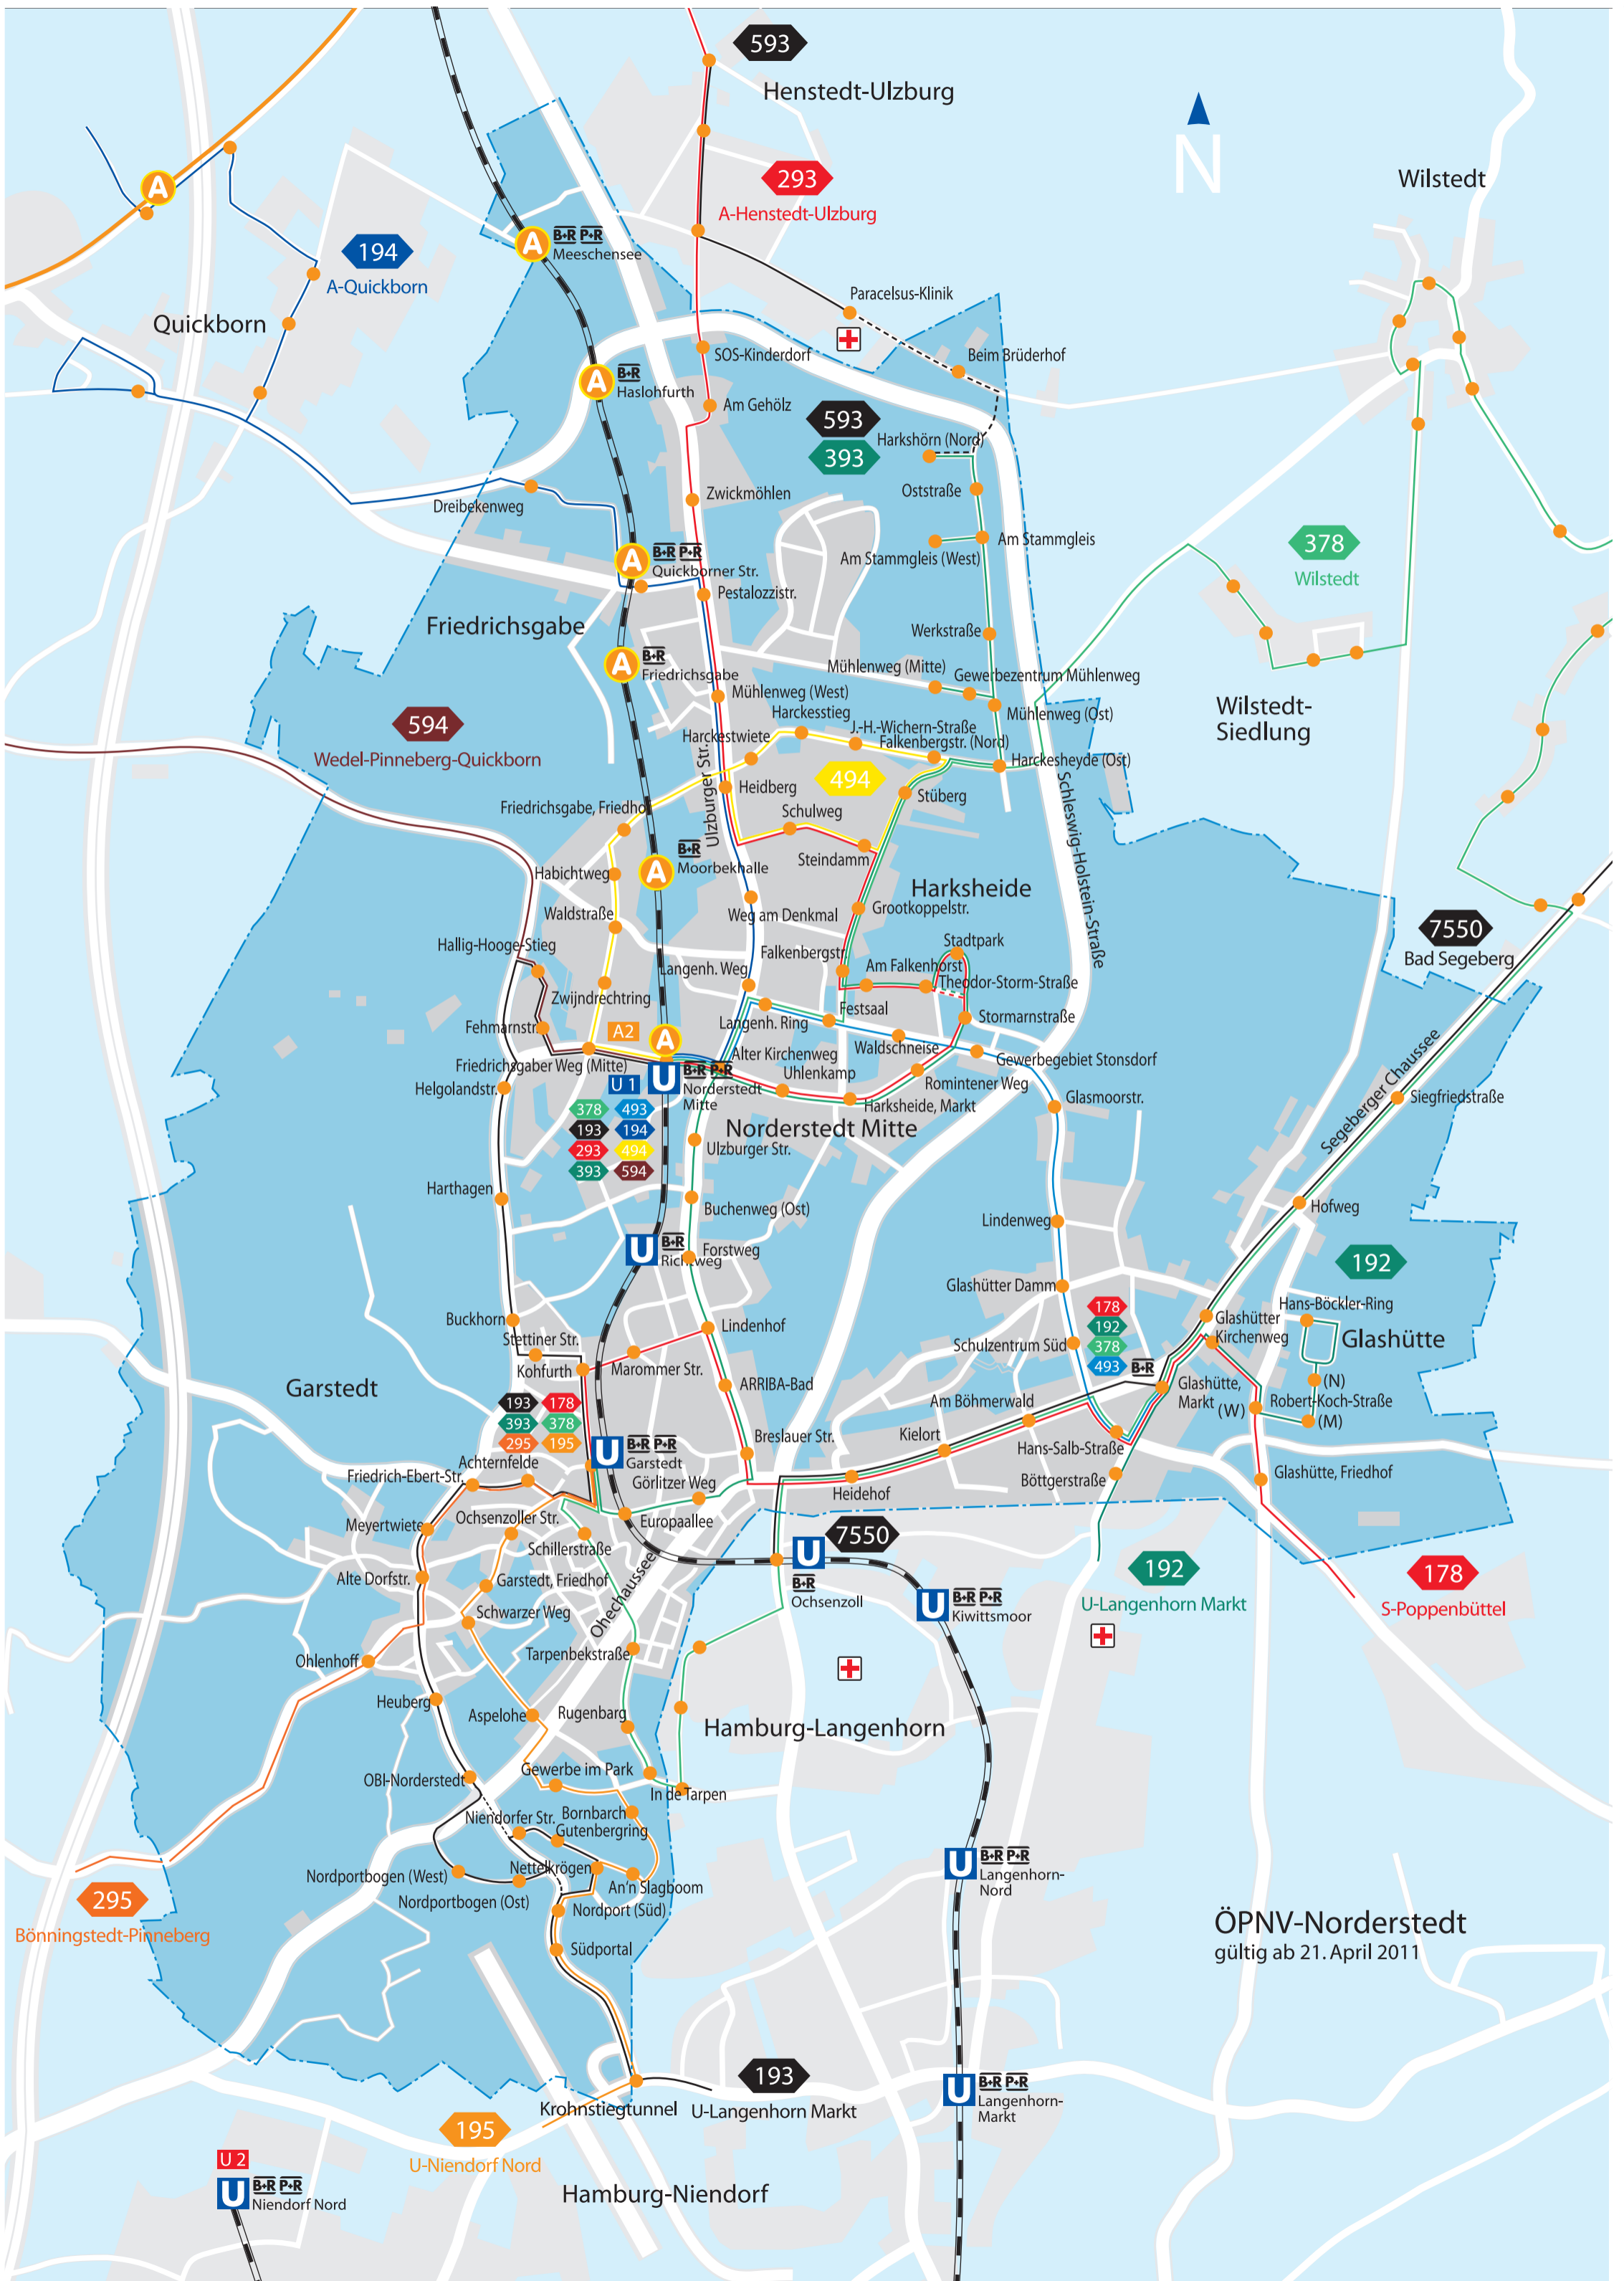 593
Henstedt-Ulzburg
N
Wilstedt
293
A-Henstedt-Ulzburg
A
194
A-Quickborn
Quickborn
A
B+R P+R
Meeschensee
Paracelsus-Klinik
SOS-Kinderdorf
Beim Brüderhof
A
B+R
Haslohfurth
Am Gehölz
593
393
Harkshörn (Nord)
Dreibekenweg
Zwickmöhlen
Oststraße
Am Stammgleis
Am Stammgleis (West)
378
Wilstedt
A
B+R P+R
Quickborner Str.
Pestalozzistr.
Friedrichsgabe
Werkstraße
A
B+R
Friedrichsgabe
Mühlenweg (Mitte)
Gewerbezentrum Mühlenweg
Mühlenweg (West)
Mühlenweg (Ost)
Wilstedt-
Siedlung
594
Wedel-Pinneberg-Quickborn
Harckesstieg
Harckestwiete
J.-H.-Wichern-Straße
Falkenbergstr. (Nord)
Harckesheyde (Ost)
Ulzburger Str.
494
Heidberg
Stüberg
Schleswig-Holstein-Straße
Friedrichsgabe, Friedhof
Schulweg
Steindamm
A
B+R
Moorbekhalle
Habichtweg
Harksheide
Waldstraße
Weg am Denkmal
Grootkoppelstr.
7550
Bad Segeberg
Hallig-Hooge-Stieg
Stadtpark
Falkenbergstr.
Langenh. Weg
Am Falkenhorst
Theodor-Storm-Straße
Zwijndrechtring
Festsaal
Stormarnstraße
Fehmarnstr.
A2
A
Langenh. Ring
Waldschneise
Gewerbegebiet Stonsdorf
Friedrichsgaber Weg (Mitte)
Alter Kirchenweg
Uhlenkamp
Romintener Weg
Segeberger Chaussee
Helgolandstr.
U 1
U
B+R P+R
Norderstedt
Mitte
Harksheide, Markt
Glasmoorstr.
Siegfriedstraße
378 493
193 194
293 494
393 594
Norderstedt Mitte
Ulzburger Str.
Harthagen
Buchenweg (Ost)
Lindenweg
Hofweg
U
B+R
Richtweg
Forstweg
192
Glashütter Damm
Hans-Böckler-Ring
Buckhorn
Lindenhof
178
192
378
493
B+R
Glashütter
Kirchenweg
Glashütte
Stettiner Str.
Schulzentrum Süd
Kohfurth
Marommer Str.
(N)
Garstedt
ARRIBA-Bad
Am Böhmerwald
Glashütte,
Markt
(W)
Robert-Koch-Straße
(M)
193 178
393 378
295 195
U
B+R P+R
Garstedt
Breslauer Str.
Kielort
Hans-Salb-Straße
Achternfelde
Friedrich-Ebert-Str.
Görlitzer Weg
Heidehof
Böttgerstraße
Glashütte, Friedhof
Meyertwiete
Ochsenzoller Str.
Europaallee
Schillerstraße
U
7550
B+R
Ochsenzoll
Alte Dorfstr.
Garstedt, Friedhof
Ohechaussee
U
B+R P+R
Kiwittsmoor
192
U-Langenhorn Markt
178
S-Poppenbüttel
Schwarzer Weg
Tarpenbekstraße
Ohlenhoff
Heuberg
Aspelohe
Rugenbarg
Hamburg-Langenhorn
OBI-Norderstedt
Gewerbe im Park
In de Tarpen
Niendorfer Str.
Bornbarch
Gutenbergring
U
B+R P+R
Langenhorn-
Nord
Nordportbogen (West)
Nettelkrögen
An'n Slagboom
Nordportbogen (Ost)
Nordport (Süd)
295
Bönningstedt-Pinneberg
Südportal
ÖPNV-Norderstedt
gültig ab 21. April 2011
193
U-Langenhorn Markt
U
B+R P+R
Langenhorn-
Markt
Krohnstiegtunnel
195
U-Niendorf Nord
U 2
U
B+R P+R
Niendorf Nord
Hamburg-Niendorf